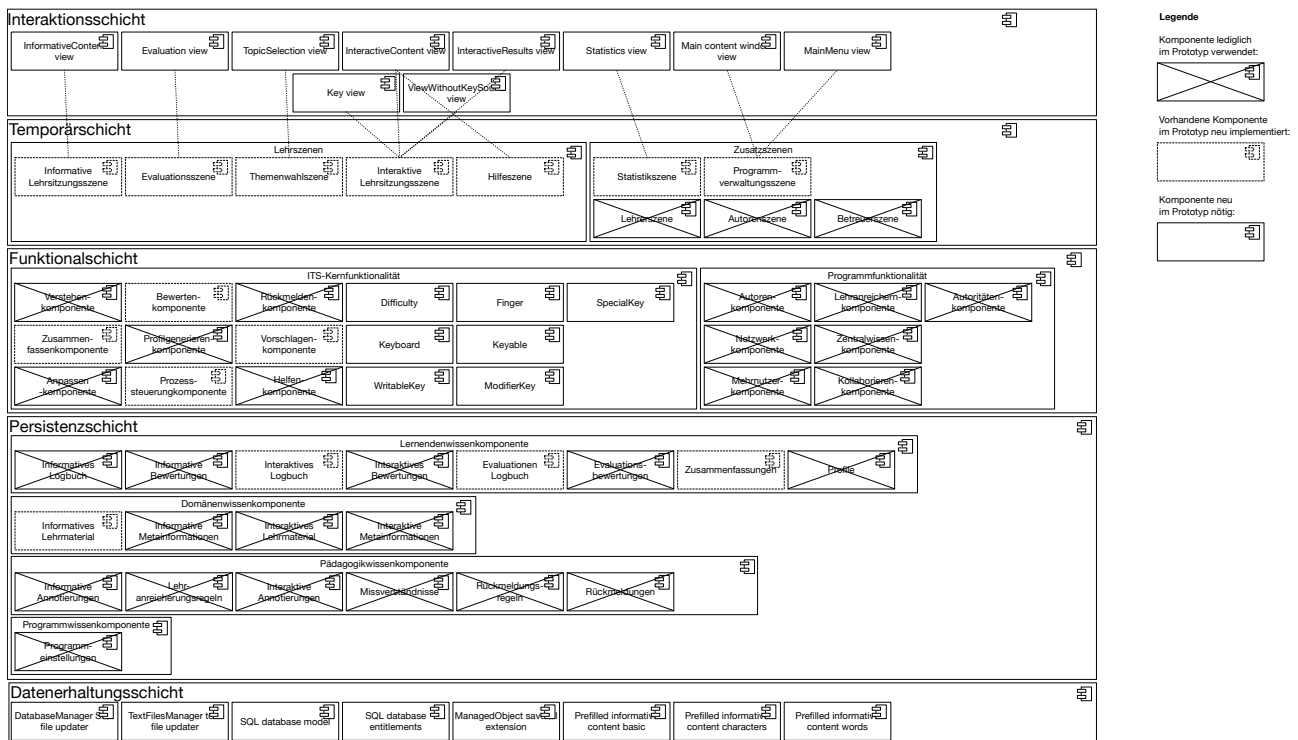 Interaktionsschicht
InformativeContent
view
Evaluation view
TopicSelection view
InteractiveContent view
InteractiveResults view
Statistics view
Main content window
view
MainMenu view
Key view
view
Temporärschicht
Lehrszenen
Informative
Lehrsitzungsszene
Evaluationsszene
Themenwahlszene
Interaktive
Lehrsitzungsszene
Hilfeszene
Zusatzszenen
Statistikszene
Programm-
verwaltungsszene
Lehrerszene
Autorenszene
Betreuerszene
Funktionalschicht
ITS-Kernfunktionalität
Verstehen-
komponente
Bewerten-
komponente
Rückmelden-
komponente
Difficulty
Finger
SpecialKey
Zusammen-
fassenkomponente
Profilgenerieren-
komponente
Vorschlagen-
komponente
Keyboard
Keyable
Anpassen
-komponente
Prozess-
steuerungkomponente
Helfen-
komponente
WritableKey
ModifierKey
Programmfunktionalität
Autoren-
komponente
Lehranreichern-
komponente
Autoritäten-
komponente
Netzwerk-
komponente
Zentralwissen-
komponente
Mehrnutzer-
komponente
Kollaborieren-
komponente
Persistenzschicht
Lernendenwissenkomponente
Informatives
Logbuch
Informative
Bewertungen
Interaktives
Logbuch
Interaktives
Bewertungen
Evaluationen
Logbuch
Evaluations-
bewertungen
Zusammenfassungen
Profile
Domänenwissenkomponente
Informatives
Lehrmaterial
Informative
Metainformationen
Interaktives
Lehrmaterial
Interaktive
Metainformationen
Pädagogikwissenkomponente
Informative
Annotierungen
Lehr-
anreicherungsregeln
Interaktive
Annotierungen
Missverständnisse
Rückmeldungs-
regeln
Rückmeldungen
Programmwissenkomponente
Programm-
einstellungen
Datenerhaltungsschicht
DatabaseManager
file updater
TextFilesManager
file updater
SQL database model
SQL database
entitlements
ManagedObject
extension
Prefilled informative
content basic
Prefilled informative
content characters
Prefilled informative
content words
Legende
Komponente lediglich
im Prototyp verwendet:
Vorhandene Komponente
im Prototyp neu implementiert:
Komponente neu
im Prototyp nötig: